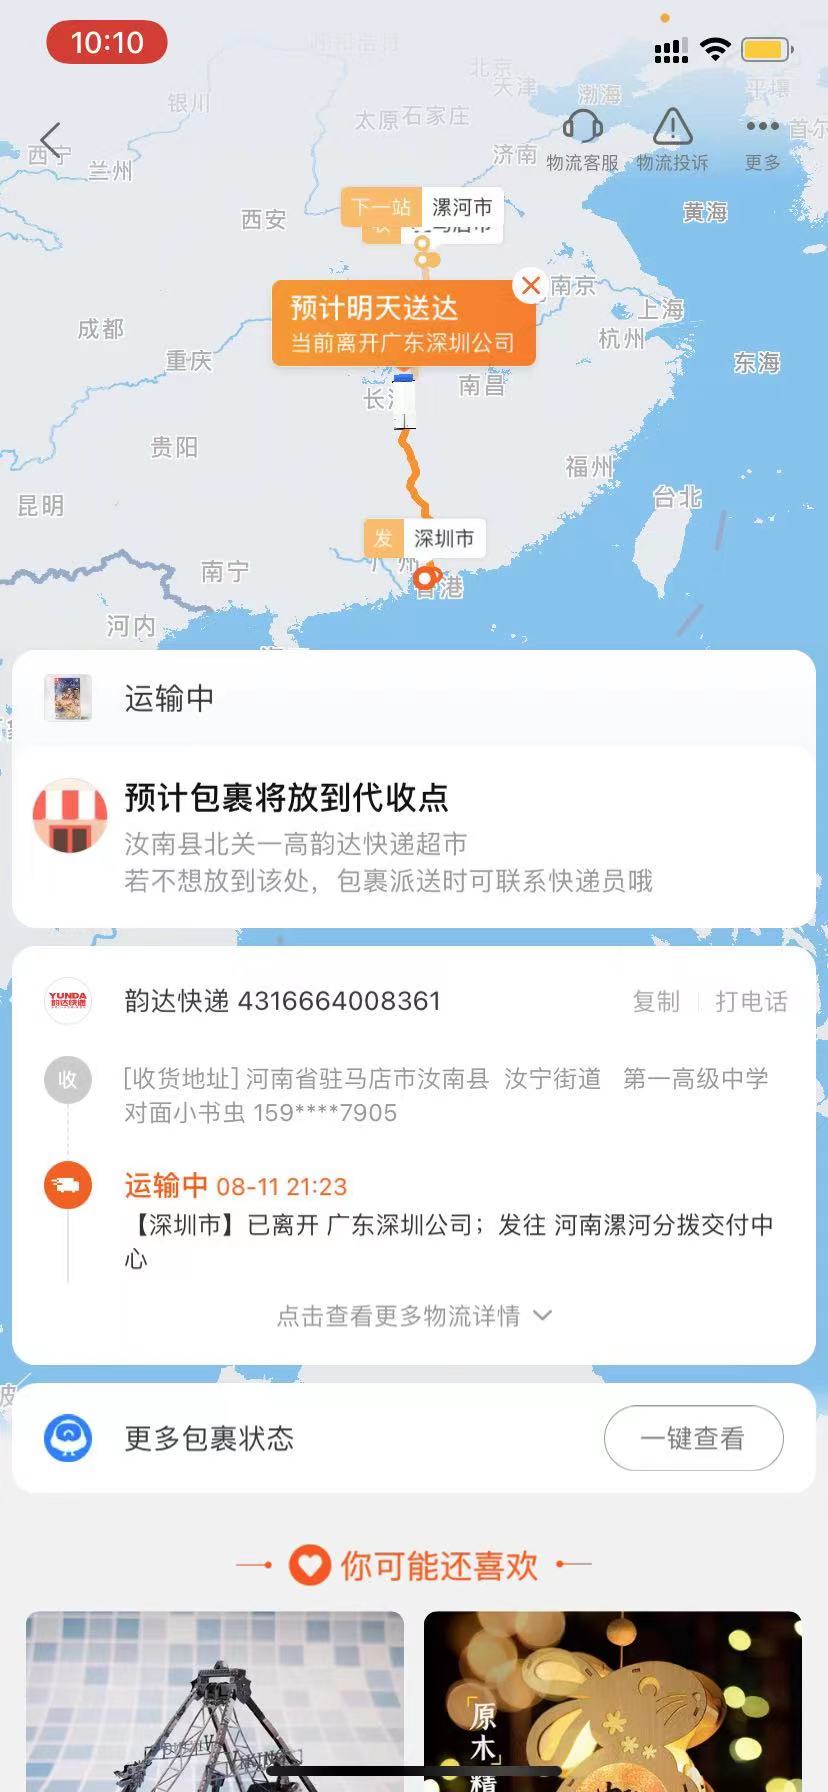 10:10
呼和浩特
北京
天津
渤海
平壤
银川
太原
石家庄
首尔
西宁
兰州
济南
物流客服
物流投诉
更多
西安
下一站 漯河市
收 驻马店市
黄海
南京
预计明天送达
当前离开广东深圳公司
上海
杭州
成都
重庆
东海
长沙
南昌
贵阳
福州
昆明
台北
发 深圳市
广州
南宁
香港
河内
运输中
预计包裹将放到代收点
汝南县北关一高韵达快递超市
若不想放到该处，包裹派送时可联系快递员哦
YUNDA
韵达快递
韵达快递 4316664008361
复制
打电话
收
[收货地址] 河南省驻马店市汝南县 汝宁街道 第一高级中学
对面小书虫 159****7905
运输中 08-11 21:23
【深圳市】已离开 广东深圳公司；发往 河南漯河分拨交付中
心
点击查看更多物流详情
更多包裹状态
一键查看
你可能还喜欢
原木精